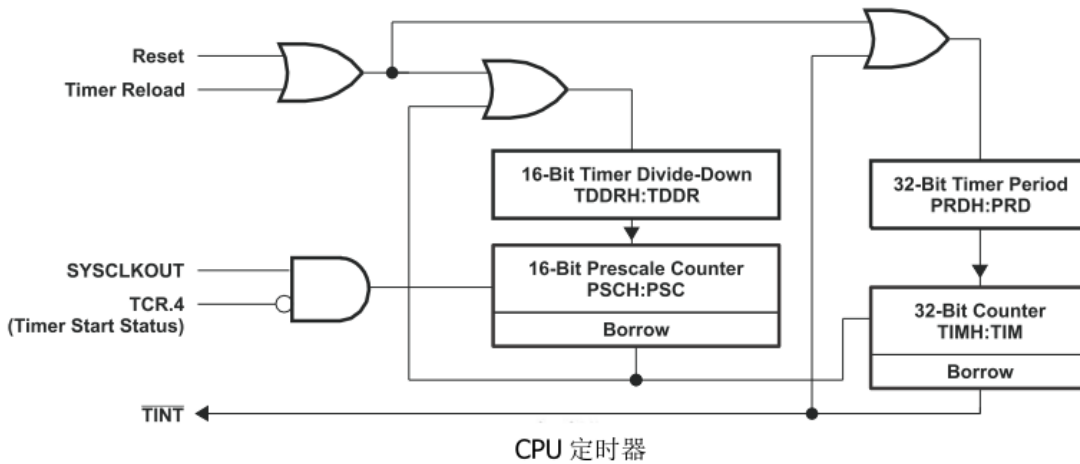 Reset
Timer Reload
16-Bit Timer Divide-Down
TDDRH:TDDR
32-Bit Timer Period
PRDH:PRD
SYSCLKOUT
TCR.4
(Timer Start Status)
16-Bit Prescale Counter
PSCH:PSC
Borrow
32-Bit Counter
TIMH:TIM
Borrow
TINT
CPU 定时器